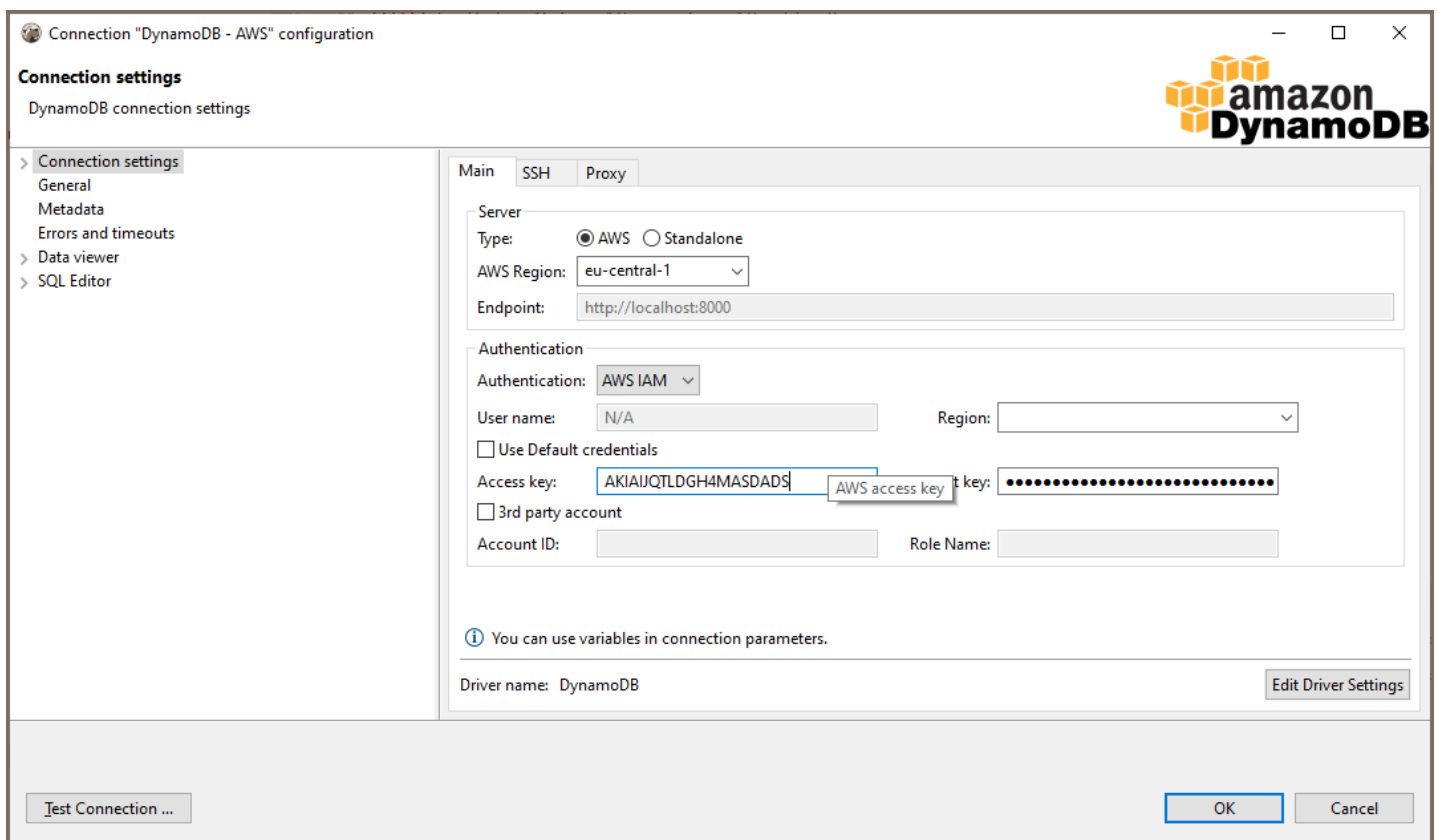 Connection "DynamoDB - AWS" configuration
Connection settings
DynamoDB connection settings
amazon
DynamoDB
Connection settings
General
Metadata
Errors and timeouts
Data viewer
SQL Editor
Main SSH Proxy
Server
Type: AWS Standalone
AWS Region: eu-central-1
Endpoint: http://localhost:8000
Authentication
Authentication: AWS IAM
User name: N/A Region:
Use Default credentials
Access key: AKIAIJQTLDGH4MASDADS AWS access key t key: ••••••••••••••••••••••••••••
3rd party account
Account ID: Role Name:
You can use variables in connection parameters.
Driver name: DynamoDB Edit Driver Settings
Test Connection ... OK Cancel